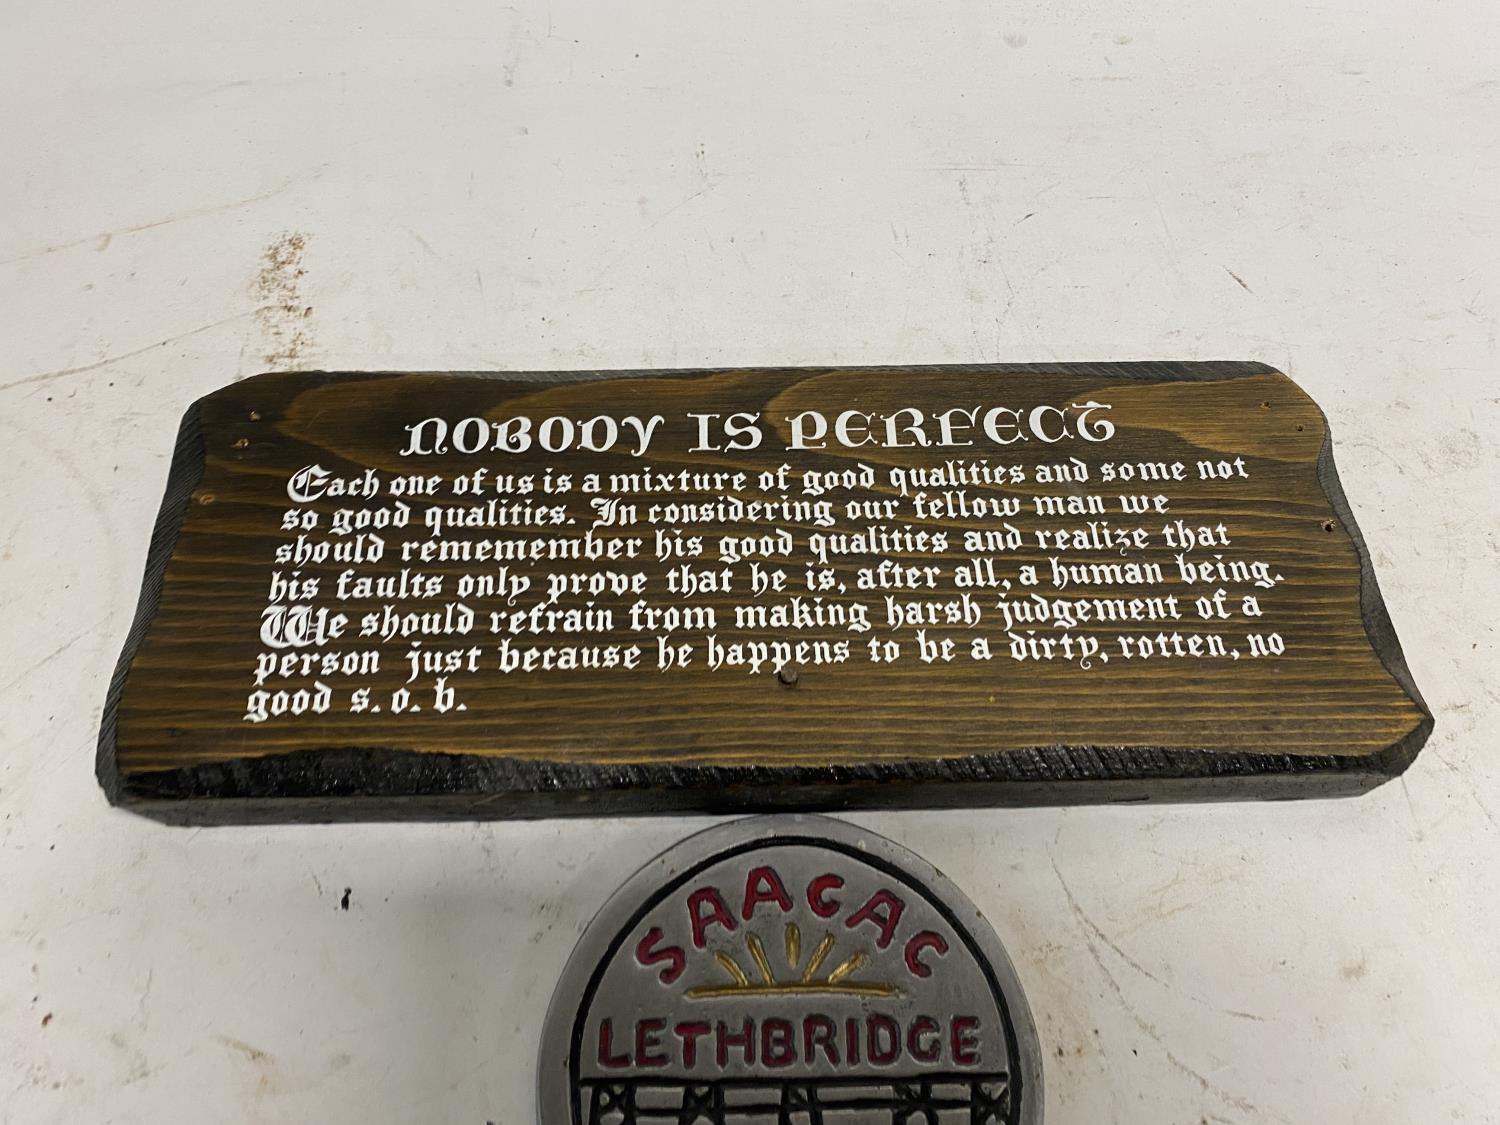 NOBODY IS PERFECT
Each one of us is a mixture of good qualities and some not
so good qualities. In considering our fellow man we
should rememember his good qualities and realize that
his faults only prove that he is, after all, a human being.
We should refrain from making harsh judgement of a
person just because he happens to be a dirty, rotten, no
good s. o. b.
SAAGAC
LETHBRIDGE